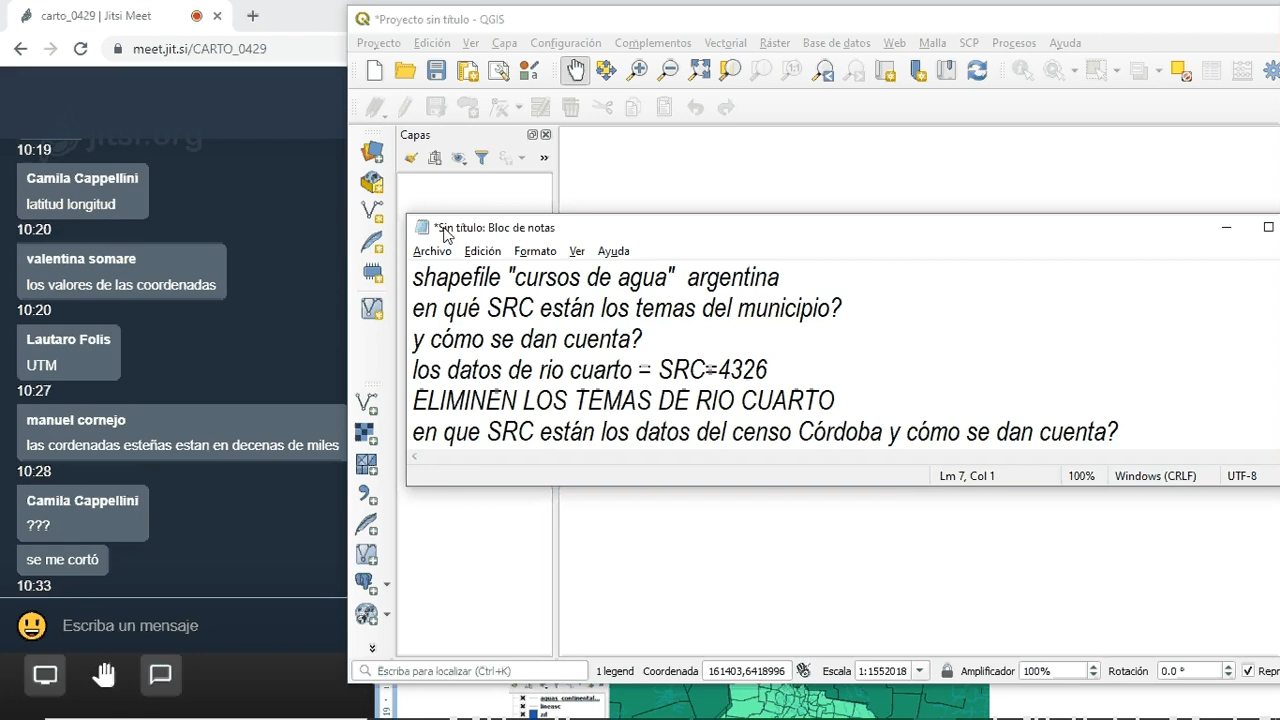 carto_0429 | Jitsi Meet
meet.jit.si/CARTO_0429
jitsi.org
10:19
Camila Cappellini
latitud longitud
10:20
valentina somare
los valores de las coordenadas
10:20
Lautaro Folis
UTM
10:27
manuel cornejo
las cordenadas esteñas estan en decenas de miles
10:28
Camila Cappellini
???
se me cortó
10:33
Escriba un mensaje
*Proyecto sin título - QGIS
Proyecto Edición Ver Capa Configuración Complementos Vectorial Ráster Base de datos Web Malla SCP Procesos Ayuda
Capas
*Sin título: Bloc de notas
Archivo Edición Formato Ver Ayuda
shapefile "cursos de agua" argentina
en qué SRC están los temas del municipio?
y cómo se dan cuenta?
los datos de rio cuarto = SRC=4326
ELIMINEN LOS TEMAS DE RIO CUARTO
en que SRC están los datos del censo Córdoba y cómo se dan cuenta?
Lm 7, Col 1 100% Windows (CRLF) UTF-8
Escriba para localizar (Ctrl+K) 1 legend Coordenada 161403,6418996 Escala 1:1552018 Amplificador 100% Rotación 0.0 ° Repr
aguas_continental...
lineasc